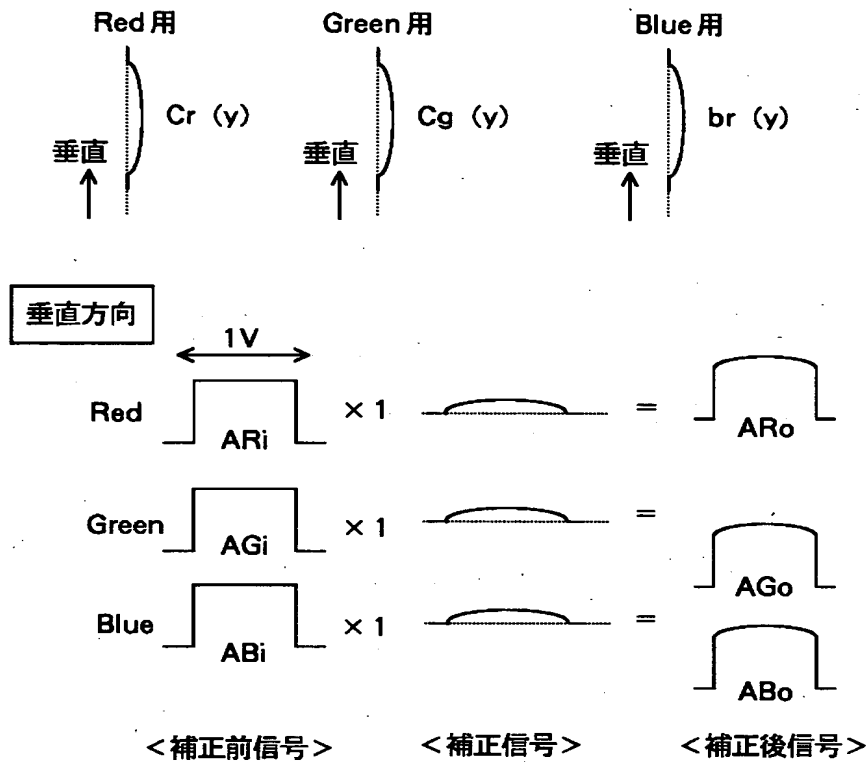 Red用 Green用 Blue用
Cr (y) Cg (y) br (y)
垂直 垂直 垂直
垂直方向
1V
Red ARi ×1 = ARo
Green AGi ×1 = AGo
Blue ABi ×1 = ABo
<補正前信号> <補正信号> <補正後信号>